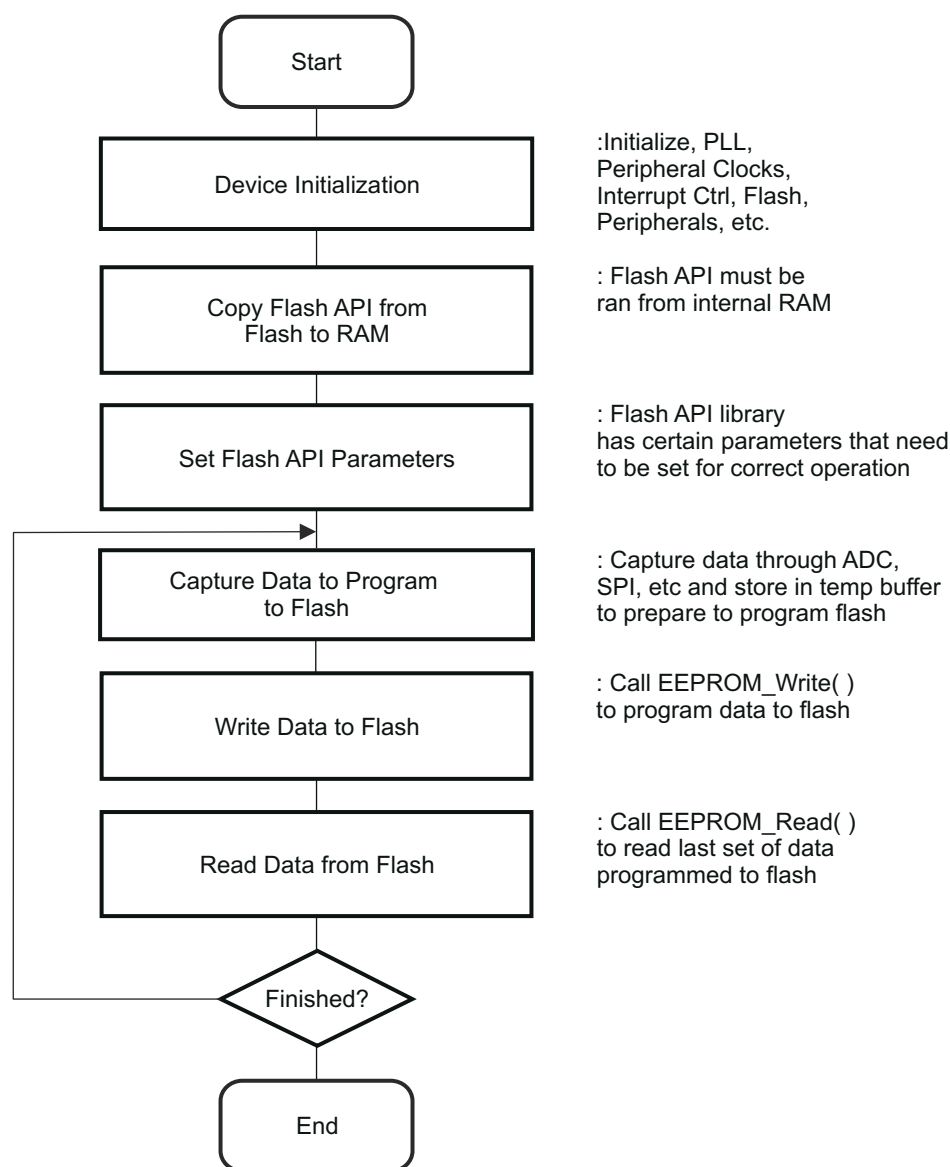 Start
Device Initialization
:Initialize, PLL,
Peripheral Clocks,
Interrupt Ctrl, Flash,
Peripherals, etc.
Copy Flash API from
Flash to RAM
: Flash API must be
ran from internal RAM
Set Flash API Parameters
: Flash API library
has certain parameters that need
to be set for correct operation
Capture Data to Program
to Flash
: Capture data through ADC,
SPI, etc and store in temp buffer
to prepare to program flash
Write Data to Flash
: Call EEPROM_Write( )
to program data to flash
Read Data from Flash
: Call EEPROM_Read( )
to read last set of data
programmed to flash
Finished?
End